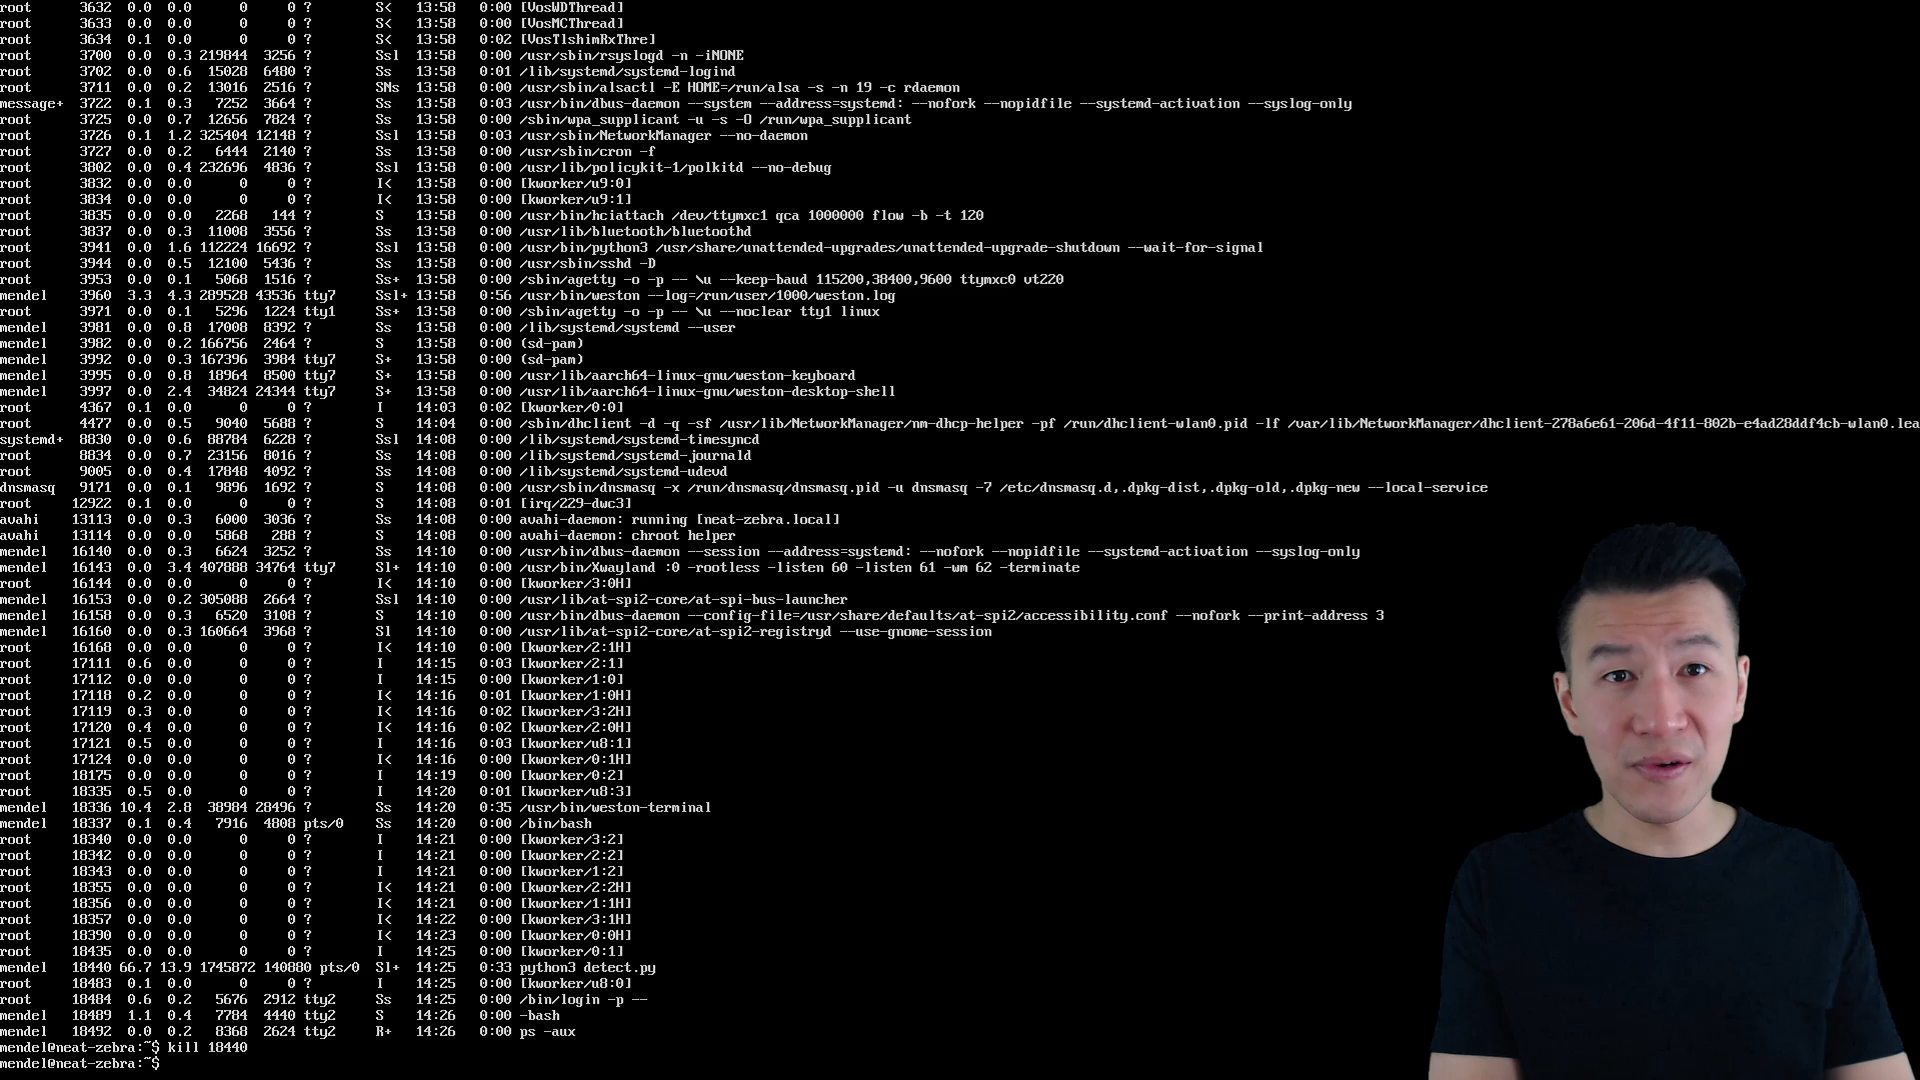 root      3632  0.0  0.0      0     0 ?        S<   13:58   0:00 [VosWDThread]
root      3633  0.0  0.0      0     0 ?        S<   13:58   0:00 [VosMCThread]
root      3634  0.1  0.0      0     0 ?        S<   13:58   0:02 [VosTlshimRxThre]
root      3700  0.0  0.3 219844  3256 ?        Ssl  13:58   0:00 /usr/sbin/rsyslogd -n -iNONE
root      3702  0.0  0.6  15028  6480 ?        Ss   13:58   0:01 /lib/systemd/systemd-logind
root      3711  0.0  0.2  13016  2516 ?        SNs  13:58   0:00 /usr/sbin/alsactl -E HOME=/run/alsa -s -n 19 -c rdaemon
message+  3722  0.1  0.3   7252  3664 ?        Ss   13:58   0:03 /usr/bin/dbus-daemon --system --address=systemd: --nofork --nopidfile --systemd-activation --syslog-only
root      3725  0.0  0.7  12656  7824 ?        Ss   13:58   0:00 /sbin/wpa_supplicant -u -s -O /run/wpa_supplicant
root      3726  0.1  1.2 325404 12148 ?        Ssl  13:58   0:03 /usr/sbin/NetworkManager --no-daemon
root      3727  0.0  0.2   6444  2140 ?        Ss   13:58   0:00 /usr/sbin/cron -f
root      3802  0.0  0.4 232696  4836 ?        Ssl  13:58   0:00 /usr/lib/policykit-1/polkitd --no-debug
root      3832  0.0  0.0      0     0 ?        I<   13:58   0:00 [kworker/u9:0]
root      3834  0.0  0.0      0     0 ?        I<   13:58   0:00 [kworker/u9:1]
root      3835  0.0  0.0   2268   144 ?        S    13:58   0:00 /usr/bin/hciattach /dev/ttymxc1 qca 1000000 flow -b -t 120
root      3837  0.0  0.3  11008  3556 ?        Ss   13:58   0:00 /usr/lib/bluetooth/bluetoothd
root      3941  0.0  1.6 112224 16692 ?        Ssl  13:58   0:00 /usr/bin/python3 /usr/share/unattended-upgrades/unattended-upgrade-shutdown --wait-for-signal
root      3944  0.0  0.5  12100  5436 ?        Ss   13:58   0:00 /usr/sbin/sshd -D
root      3953  0.0  0.1   5068  1516 ?        Ss+  13:58   0:00 /sbin/agetty -o -p -- \u --keep-baud 115200,38400,9600 ttymxc0 vt220
mendel    3960  3.3  4.3 289528 43536 tty7     Ssl+ 13:58   0:56 /usr/bin/weston --log=/run/user/1000/weston.log
root      3971  0.0  0.1   5296  1224 tty1     Ss+  13:58   0:00 /sbin/agetty -o -p -- \u --noclear tty1 linux
mendel    3981  0.0  0.8  17008  8392 ?        Ss   13:58   0:00 /lib/systemd/systemd --user
mendel    3982  0.0  0.2 166756  2464 ?        S    13:58   0:00 (sd-pam)
mendel    3992  0.0  0.3 167396  3984 tty7     S+   13:58   0:00 (sd-pam)
mendel    3995  0.0  0.8  18964  8500 tty7     S+   13:58   0:00 /usr/lib/aarch64-linux-gnu/weston-keyboard
mendel    3997  0.0  2.4  34824 24344 tty7     S+   13:58   0:00 /usr/lib/aarch64-linux-gnu/weston-desktop-shell
root      4367  0.1  0.0      0     0 ?        I    14:03   0:02 [kworker/0:0]
root      4477  0.0  0.5   9040  5688 ?        S    14:04   0:00 /sbin/dhclient -d -q -sf /usr/lib/NetworkManager/nm-dhcp-helper -pf /run/dhclient-wlan0.pid -lf /var/lib/NetworkManager/dhclient-278a6e61-206d-4f11-802b-e4ad28ddf4cb-wlan0.lea
systemd+  8830  0.0  0.6  88784  6228 ?        Ssl  14:08   0:00 /lib/systemd/systemd-timesyncd
root      8834  0.0  0.7  23156  8016 ?        Ss   14:08   0:00 /lib/systemd/systemd-journald
root      9005  0.0  0.4  17848  4092 ?        Ss   14:08   0:00 /lib/systemd/systemd-udevd
dnsmasq   9171  0.0  0.1   9896  1692 ?        S    14:08   0:00 /usr/sbin/dnsmasq -x /run/dnsmasq/dnsmasq.pid -u dnsmasq -7 /etc/dnsmasq.d,.dpkg-dist,.dpkg-old,.dpkg-new --local-service
root     12922  0.1  0.0      0     0 ?        S    14:08   0:01 [irq/229-dwc3]
avahi    13113  0.0  0.3   6000  3036 ?        Ss   14:08   0:00 avahi-daemon: running [neat-zebra.local]
avahi    13114  0.0  0.0   5868   288 ?        S    14:08   0:00 avahi-daemon: chroot helper
mendel   16140  0.0  0.3   6624  3252 ?        Ss   14:10   0:00 /usr/bin/dbus-daemon --session --address=systemd: --nofork --nopidfile --systemd-activation --syslog-only
mendel   16143  0.0  3.4 407888 34764 tty7     Sl+  14:10   0:00 /usr/bin/Xwayland :0 -rootless -listen 60 -listen 61 -wm 62 -terminate
root     16144  0.0  0.0      0     0 ?        I<   14:10   0:00 [kworker/3:0H]
mendel   16153  0.0  0.2 305088  2664 ?        Ssl  14:10   0:00 /usr/lib/at-spi2-core/at-spi-bus-launcher
mendel   16158  0.0  0.3   6520  3108 ?        S    14:10   0:00 /usr/bin/dbus-daemon --config-file=/usr/share/defaults/at-spi2/accessibility.conf --nofork --print-address 3
mendel   16160  0.0  0.3 160664  3968 ?        Sl   14:10   0:00 /usr/lib/at-spi2-core/at-spi2-registryd --use-gnome-session
root     16168  0.0  0.0      0     0 ?        I<   14:10   0:00 [kworker/2:1H]
root     17111  0.6  0.0      0     0 ?        I    14:15   0:03 [kworker/2:1]
root     17112  0.0  0.0      0     0 ?        I    14:15   0:00 [kworker/1:0]
root     17118  0.2  0.0      0     0 ?        I<   14:16   0:01 [kworker/1:0H]
root     17119  0.3  0.0      0     0 ?        I<   14:16   0:02 [kworker/3:2H]
root     17120  0.4  0.0      0     0 ?        I<   14:16   0:02 [kworker/2:0H]
root     17121  0.5  0.0      0     0 ?        I    14:16   0:03 [kworker/u8:1]
root     17124  0.0  0.0      0     0 ?        I<   14:16   0:00 [kworker/0:1H]
root     18175  0.0  0.0      0     0 ?        I    14:19   0:00 [kworker/0:2]
root     18335  0.5  0.0      0     0 ?        I    14:20   0:01 [kworker/u8:3]
mendel   18336 10.4  2.8  38984 28496 ?        Ss   14:20   0:35 /usr/bin/weston-terminal
mendel   18337  0.1  0.4   7916  4808 pts/0    Ss   14:20   0:00 /bin/bash
root     18340  0.0  0.0      0     0 ?        I    14:21   0:00 [kworker/3:2]
root     18342  0.0  0.0      0     0 ?        I    14:21   0:00 [kworker/2:2]
root     18343  0.0  0.0      0     0 ?        I    14:21   0:00 [kworker/1:2]
root     18355  0.0  0.0      0     0 ?        I<   14:21   0:00 [kworker/2:2H]
root     18356  0.0  0.0      0     0 ?        I<   14:21   0:00 [kworker/1:1H]
root     18357  0.0  0.0      0     0 ?        I<   14:22   0:00 [kworker/3:1H]
root     18390  0.0  0.0      0     0 ?        I<   14:23   0:00 [kworker/0:0H]
root     18435  0.0  0.0      0     0 ?        I    14:25   0:00 [kworker/0:1]
mendel   18440 66.7 13.9 1745872 140880 pts/0  Sl+  14:25   0:33 python3 detect.py
root     18483  0.1  0.0      0     0 ?        I    14:25   0:00 [kworker/u8:0]
root     18484  0.6  0.2   5676  2912 tty2     Ss   14:25   0:00 /bin/login -p --
mendel   18489  1.1  0.4   7784  4440 tty2     S    14:26   0:00 -bash
mendel   18492  0.0  0.2   8368  2624 tty2     R+   14:26   0:00 ps -aux
mendel@neat-zebra:~$ kill 18440
mendel@neat-zebra:~$